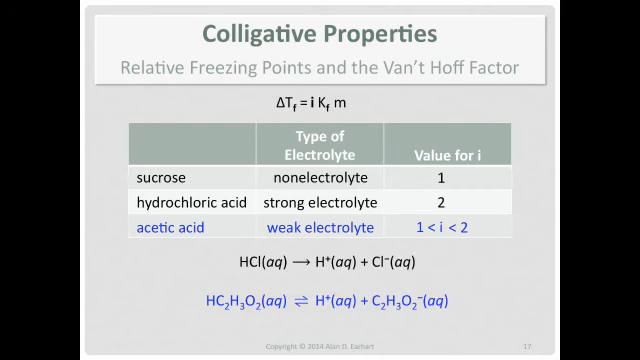 Colligative Properties
Relative Freezing Points and the Van't Hoff Factor
ΔTf = i Kf m
Type of Electrolyte Value for i
sucrose nonelectrolyte 1
hydrochloric acid strong electrolyte 2
acetic acid weak electrolyte 1 < i < 2
HCl(aq) ⟶ H⁺(aq) + Cl⁻(aq)
HC₂H₃O₂(aq) ⇌ H⁺(aq) + C₂H₃O₂⁻(aq)
Copyright © 2014 Alan D. Earhart 17